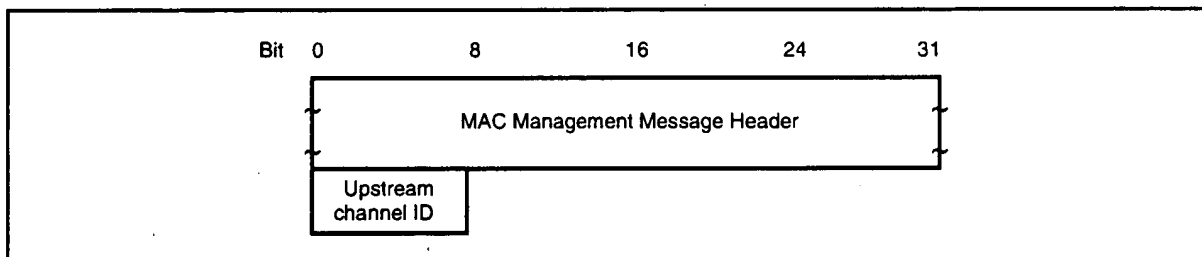 Bit 0 8 16 24 31
MAC Management Message Header
Upstream
channel ID